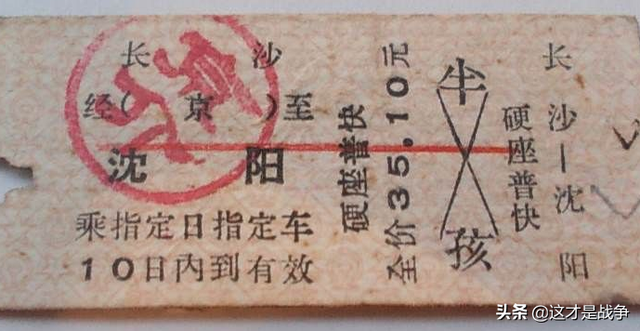 长沙
经(京)至
沈阳
乘指定日指定车
10日内到有效
硬座普快
全价35.10元
半
孩
硬座普快
长沙—沈阳
头条 @这才是战争